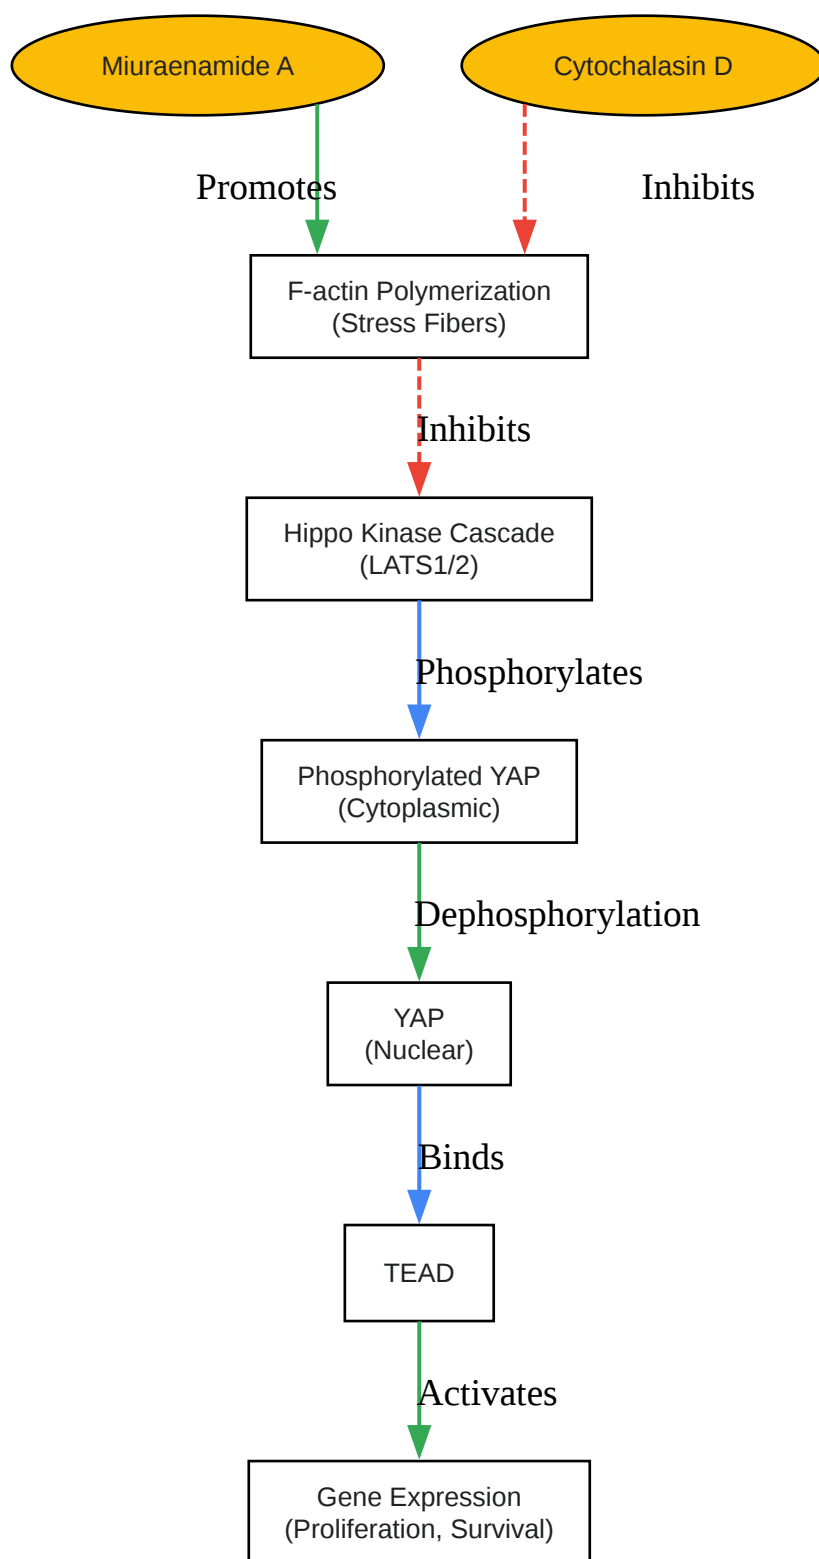 Miuraenamide A
Cytochalasin D
Promotes
Inhibits
F-actin Polymerization
(Stress Fibers)
Inhibits
Hippo Kinase Cascade
(LATS1/2)
Phosphorylates
Phosphorylated YAP
(Cytoplasmic)
Dephosphorylation
YAP
(Nuclear)
Binds
TEAD
Activates
Gene Expression
(Proliferation, Survival)